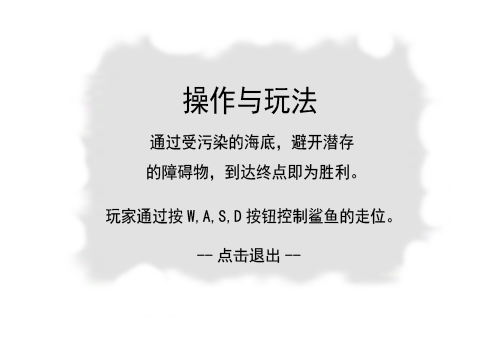 操作与玩法
通过受污染的海底，避开潜存
的障碍物，到达终点即为胜利。
玩家通过按 W,A,S,D 按钮控制鲨鱼的走位。
-- 点击退出 --